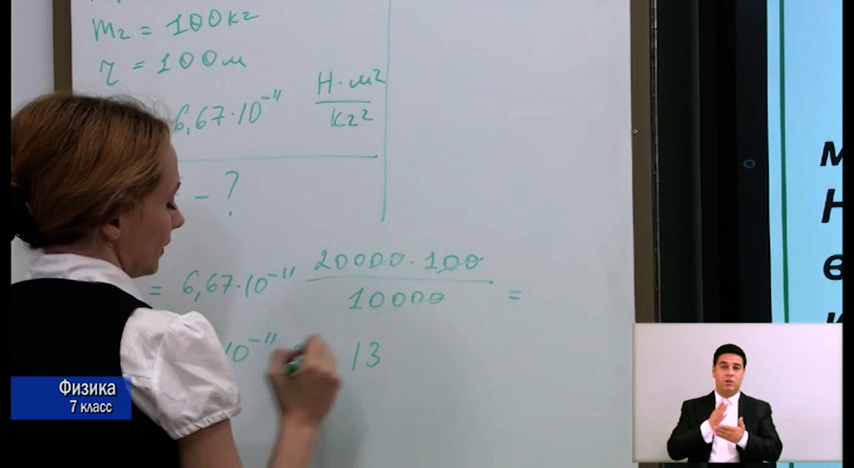 m₂ = 100кг
r = 100м
6,67·10⁻¹¹ Н·м²/кг²
- ?
= 6,67·10⁻¹¹ 20000·100/10000 =
10⁻¹¹ 13
Физика
7 класс
м
Н
в